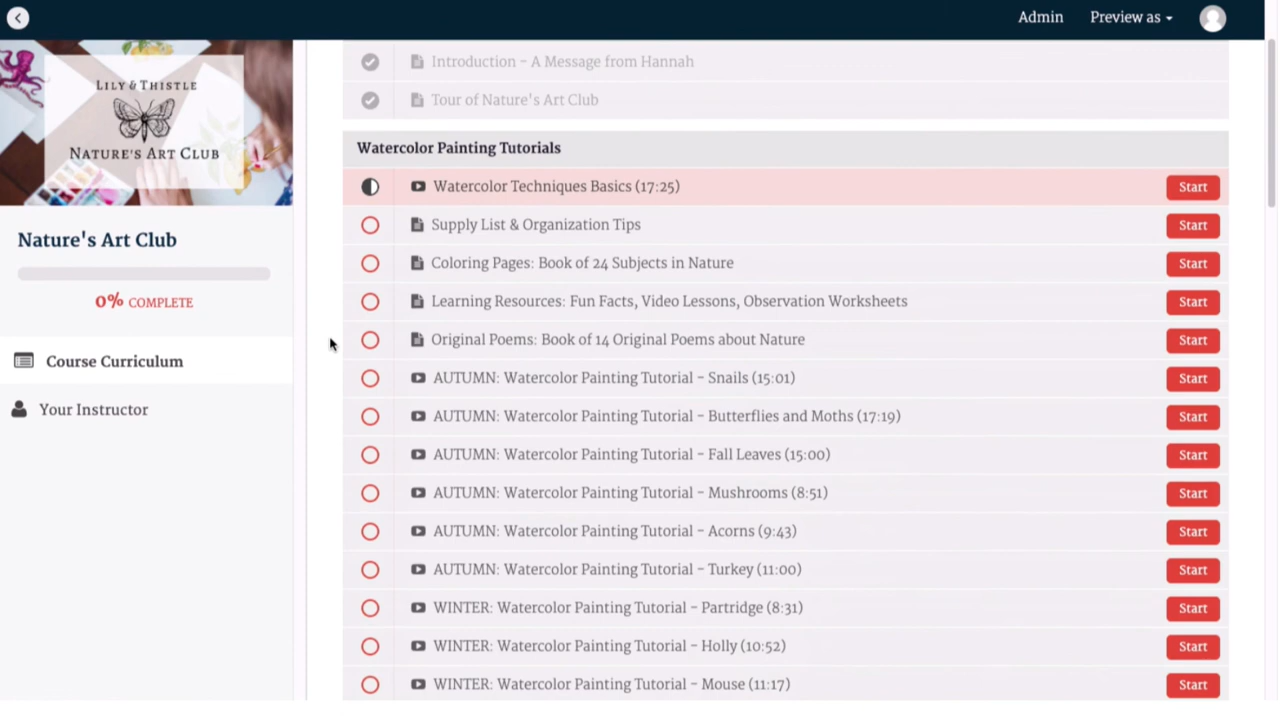 Admin
Preview as
LILY & THISTLE
NATURE'S ART CLUB
Nature's Art Club
0% COMPLETE
Course Curriculum
Your Instructor
Introduction - A Message from Hannah
Tour of Nature's Art Club
Watercolor Painting Tutorials
Watercolor Techniques Basics (17:25) Start
Supply List & Organization Tips Start
Coloring Pages: Book of 24 Subjects in Nature Start
Learning Resources: Fun Facts, Video Lessons, Observation Worksheets Start
Original Poems: Book of 14 Original Poems about Nature Start
AUTUMN: Watercolor Painting Tutorial - Snails (15:01) Start
AUTUMN: Watercolor Painting Tutorial - Butterflies and Moths (17:19) Start
AUTUMN: Watercolor Painting Tutorial - Fall Leaves (15:00) Start
AUTUMN: Watercolor Painting Tutorial - Mushrooms (8:51) Start
AUTUMN: Watercolor Painting Tutorial - Acorns (9:43) Start
AUTUMN: Watercolor Painting Tutorial - Turkey (11:00) Start
WINTER: Watercolor Painting Tutorial - Partridge (8:31) Start
WINTER: Watercolor Painting Tutorial - Holly (10:52) Start
WINTER: Watercolor Painting Tutorial - Mouse (11:17) Start